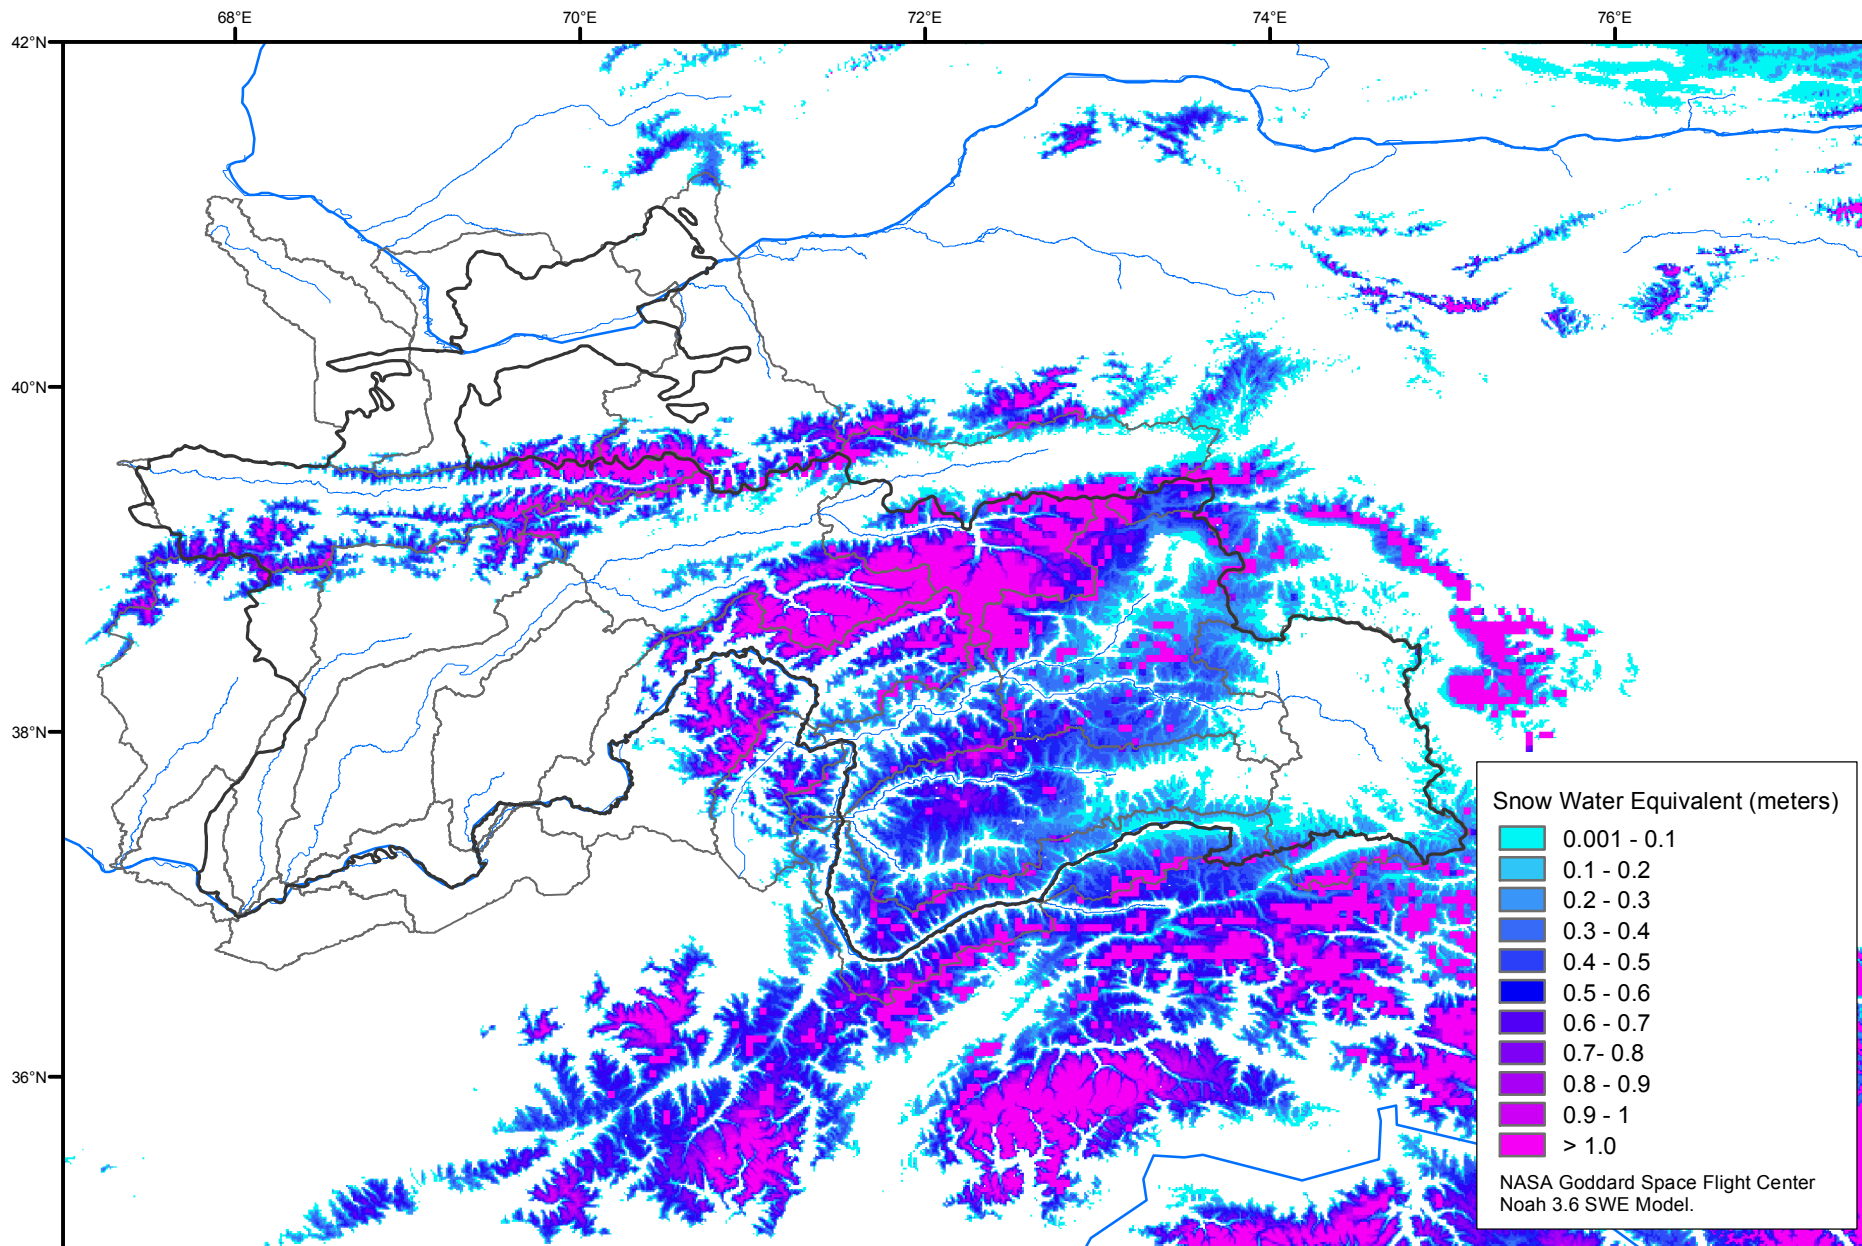 68°E
70°E
72°E
74°E
76°E
42°N
40°N
38°N
36°N
Snow Water Equivalent (meters)
0.001 - 0.1
0.1 - 0.2
0.2 - 0.3
0.3 - 0.4
0.4 - 0.5
0.5 - 0.6
0.6 - 0.7
0.7- 0.8
0.8 - 0.9
0.9 - 1
> 1.0
NASA Goddard Space Flight Center
Noah 3.6 SWE Model.